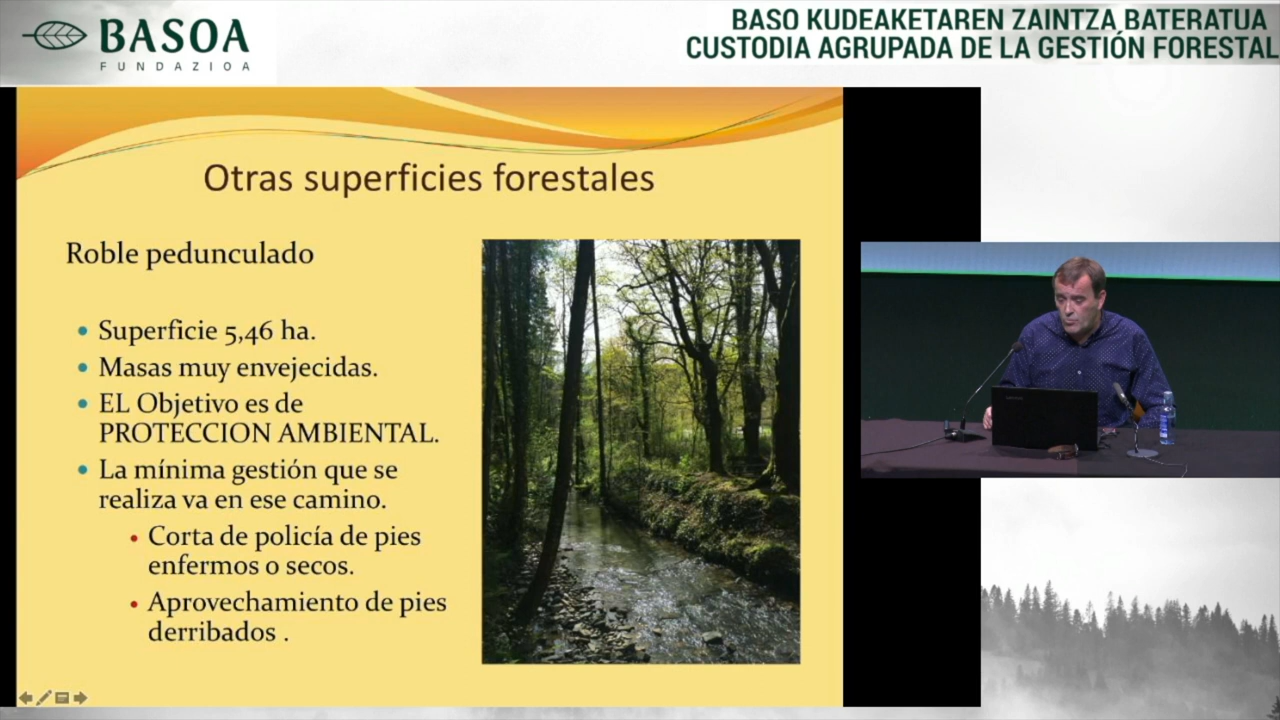 BASOA
FUNDAZIOA
BASO KUDEAKETAREN ZAINTZA BATERATUA
CUSTODIA AGRUPADA DE LA GESTIÓN FORESTAL
Otras superficies forestales
Roble pedunculado
• Superficie 5,46 ha.
• Masas muy envejecidas.
• EL Objetivo es de
PROTECCION AMBIENTAL.
• La mínima gestión que se
realiza va en ese camino.
• Corta de policía de pies
enfermos o secos.
• Aprovechamiento de pies
derribados .